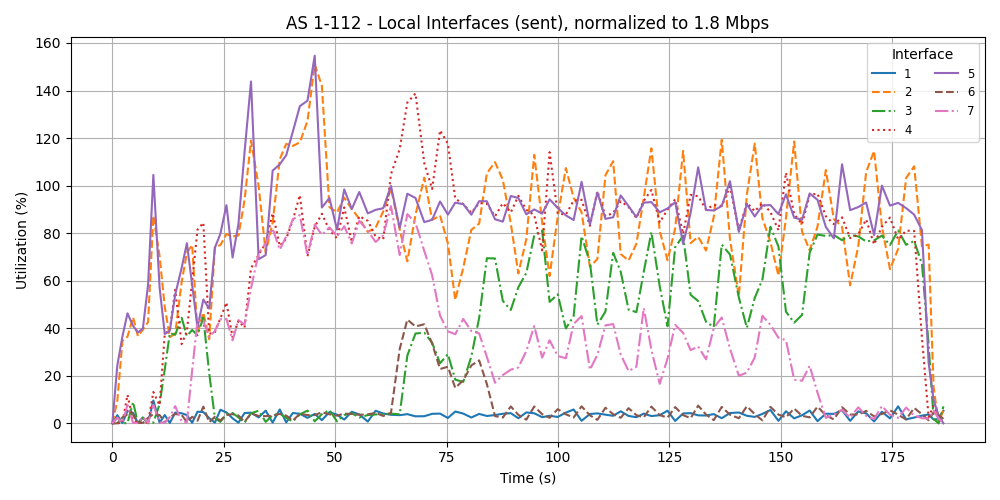 AS 1-112 - Local Interfaces (sent), normalized to 1.8 Mbps
Utilization (%)
160
140
120
100
80
60
40
20
0
0 25 50 75 100 125 150 175
Time (s)
Interface
1 5
2 6
3 7
4